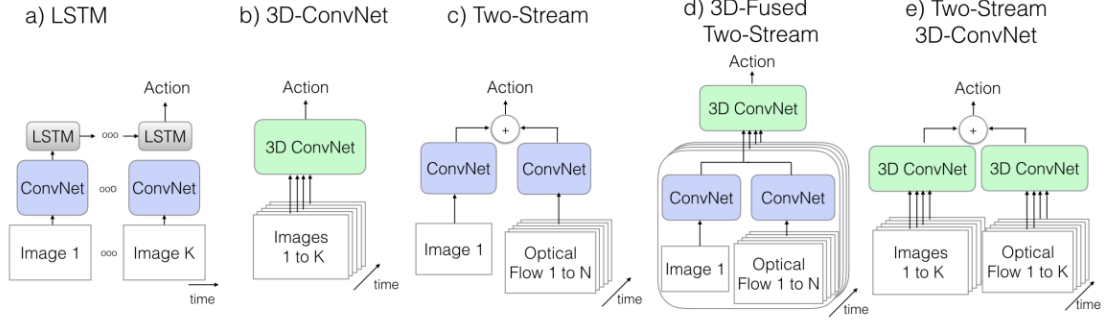 a) LSTM
Action
LSTM
ooo
LSTM
ConvNet
ooo
ConvNet
Image 1
ooo
Image K
time
b) 3D-ConvNet
Action
3D ConvNet
Images
1 to K
time
c) Two-Stream
Action
+
ConvNet
ConvNet
Image 1
Optical
Flow 1 to N
time
d) 3D-Fused
Two-Stream
Action
3D ConvNet
ConvNet
ConvNet
Image 1
Optical
Flow 1 to N
time
e) Two-Stream
3D-ConvNet
Action
+
3D ConvNet
3D ConvNet
Images
1 to K
Optical
Flow 1 to K
time